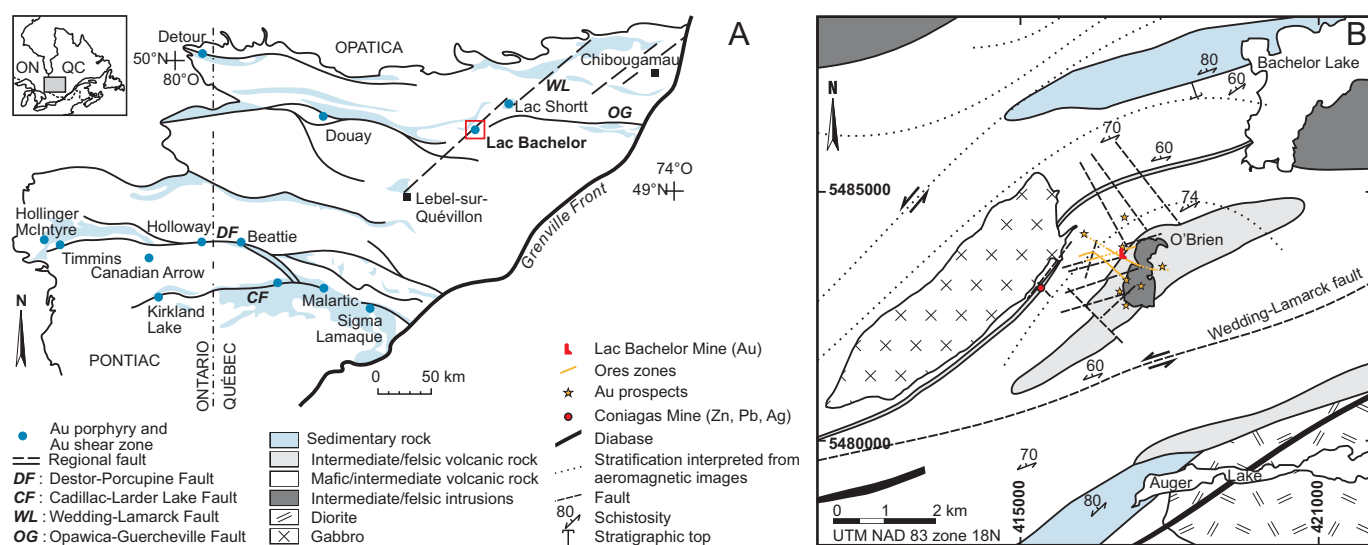 A
ON QC
Detour
50°N
80°O
OPATICA
Chibougamau
WL
Lac Shortt
OG
Douay
Lac Bachelor
74°O
49°N
Lebel-sur-
Quévillon
Grenville Front
Hollinger
McIntyre
Holloway
DF
Beattie
Timmins
Canadian Arrow
N
CF
Malartic
Kirkland
Lake
Sigma
Lamaque
PONTIAC
ONTARIO
QUÉBEC
0 50 km
Au porphyry and
Au shear zone
Regional fault
DF : Destor-Porcupine Fault
CF : Cadillac-Larder Lake Fault
WL : Wedding-Lamarck Fault
OG : Opawica-Guercheville Fault
Sedimentary rock
Intermediate/felsic volcanic rock
Mafic/intermediate volcanic rock
Intermediate/felsic intrusions
Diorite
Gabbro
Lac Bachelor Mine (Au)
Ores zones
Au prospects
Coniagas Mine (Zn, Pb, Ag)
Diabase
Stratification interpreted from
aeromagnetic images
Fault
80
Schistosity
Stratigraphic top
B
80
Bachelor Lake
60
N
70
60
5485000
74
O'Brien
Wedding-Lamarck fault
60
5480000
70
Auger Lake
80
0 1 2 km
415000
421000
UTM NAD 83 zone 18N